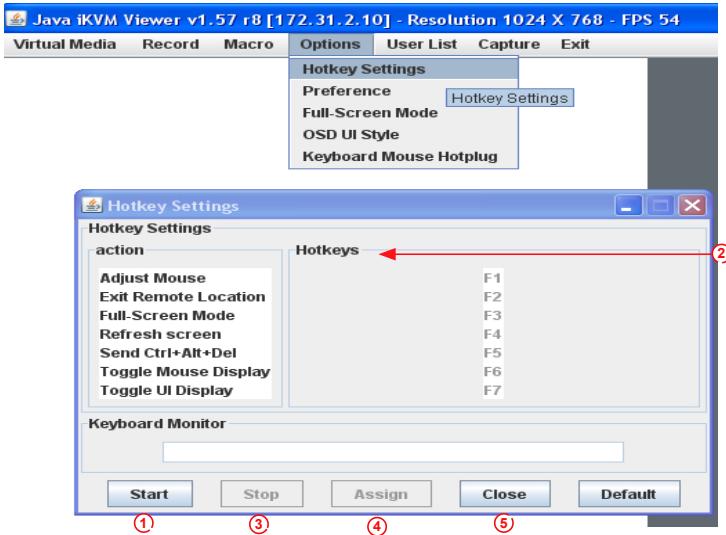 Java iKVM Viewer v1.57 r8 [172.31.2.10] - Resolution 1024 X 768 - FPS 54
Virtual Media Record Macro Options User List Capture Exit
Hotkey Settings
Preference
Hotkey Settings
Full-Screen Mode
OSD UI Style
Keyboard Mouse Hotplug
Hotkey Settings
Hotkey Settings
action Hotkeys 2
Adjust Mouse F1
Exit Remote Location F2
Full-Screen Mode F3
Refresh screen F4
Send Ctrl+Alt+Del F5
Toggle Mouse Display F6
Toggle UI Display F7
Keyboard Monitor
Start Stop Assign Close Default
1 3 4 5